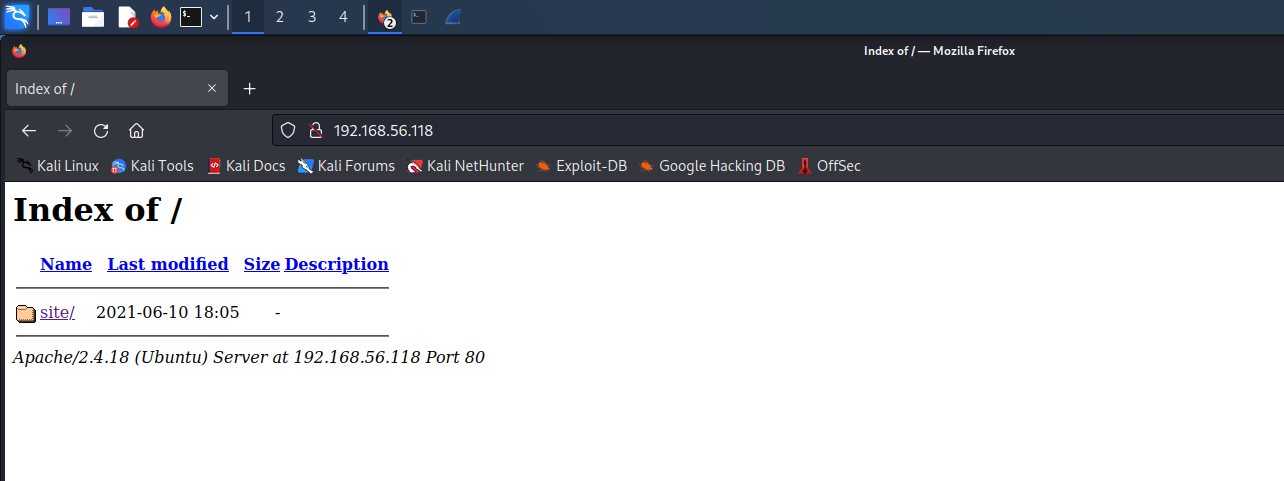 1 2 3 4 2
Index of / — Mozilla Firefox
Index of /
192.168.56.118
Kali Linux Kali Tools Kali Docs Kali Forums Kali NetHunter Exploit-DB Google Hacking DB OffSec
Index of /
Name Last modified Size Description
site/ 2021-06-10 18:05 -
Apache/2.4.18 (Ubuntu) Server at 192.168.56.118 Port 80